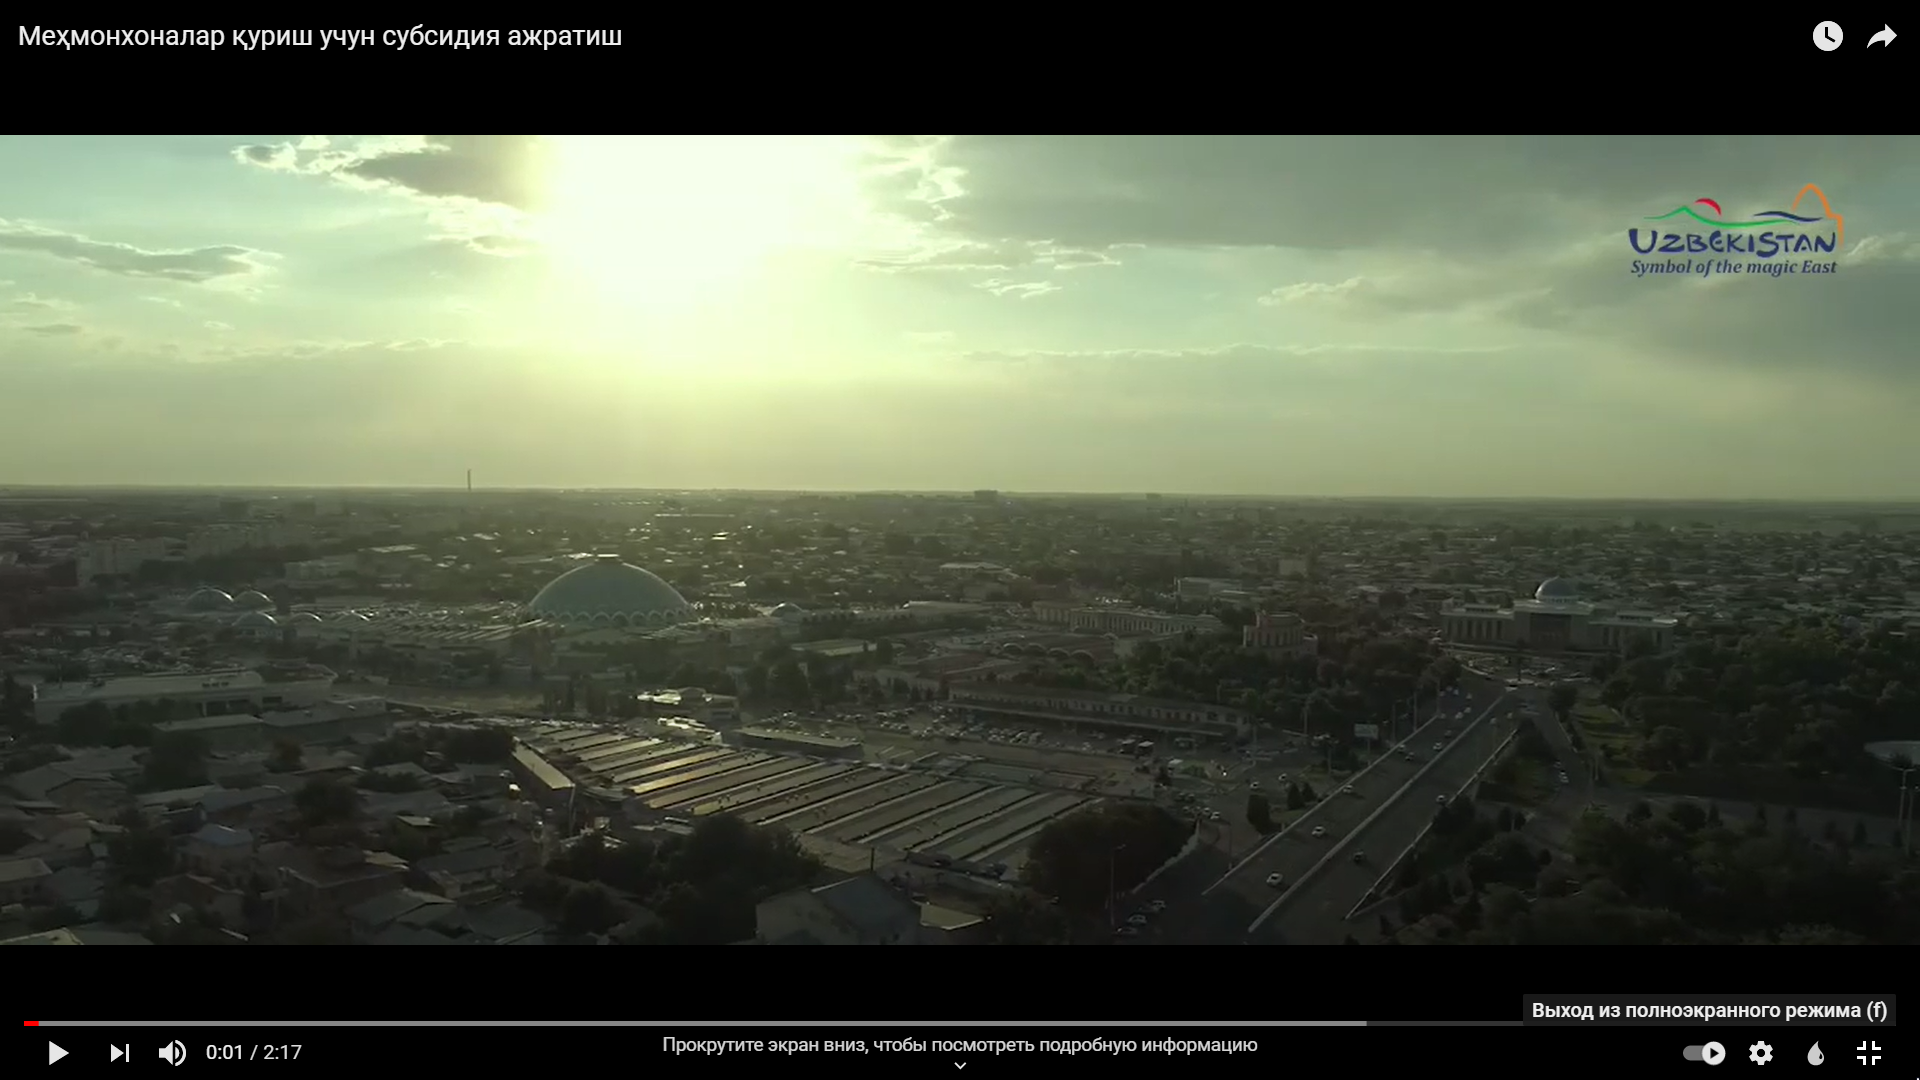 Меҳмонхоналар қуриш учун субсидия ажратиш
UZBEKISTAN
Symbol of the magic East
Выход из полноэкранного режима (f)
0:01 / 2:17
Прокрутите экран вниз, чтобы посмотреть подробную информацию